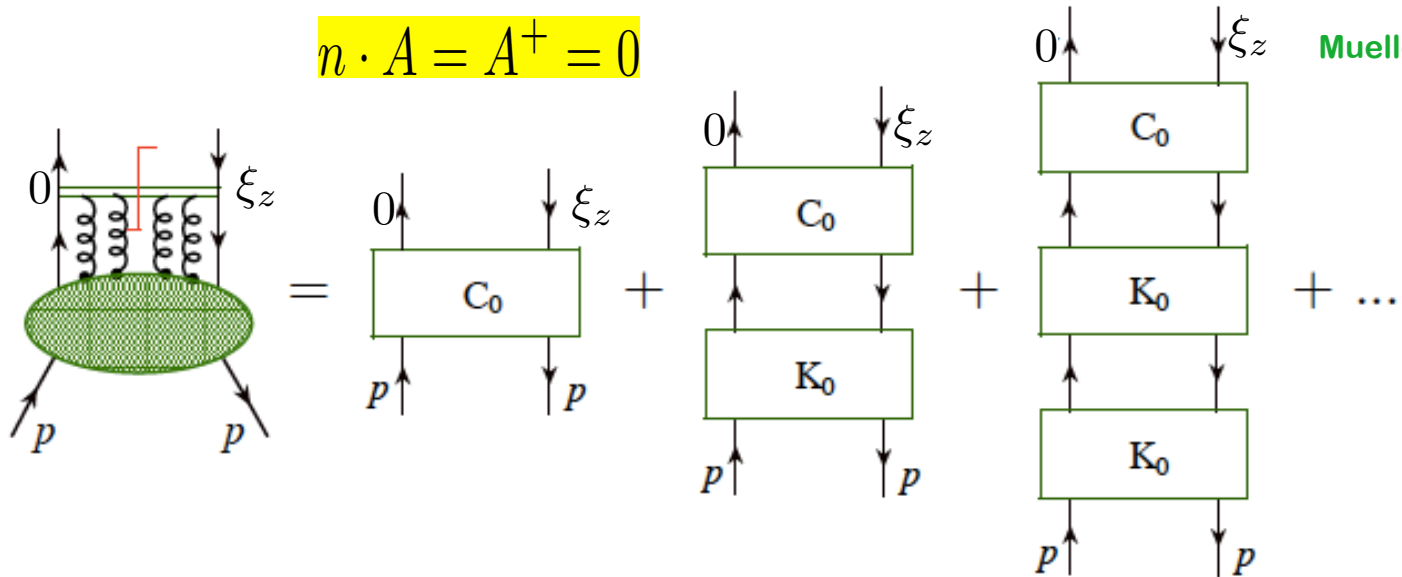 n · A = A⁺ = 0
Muell
0 ξ_z
p p
=
0 ξ_z
C₀
p p
+
0 ξ_z
C₀
K₀
p p
+
0 ξ_z
C₀
K₀
K₀
p p
+ ...